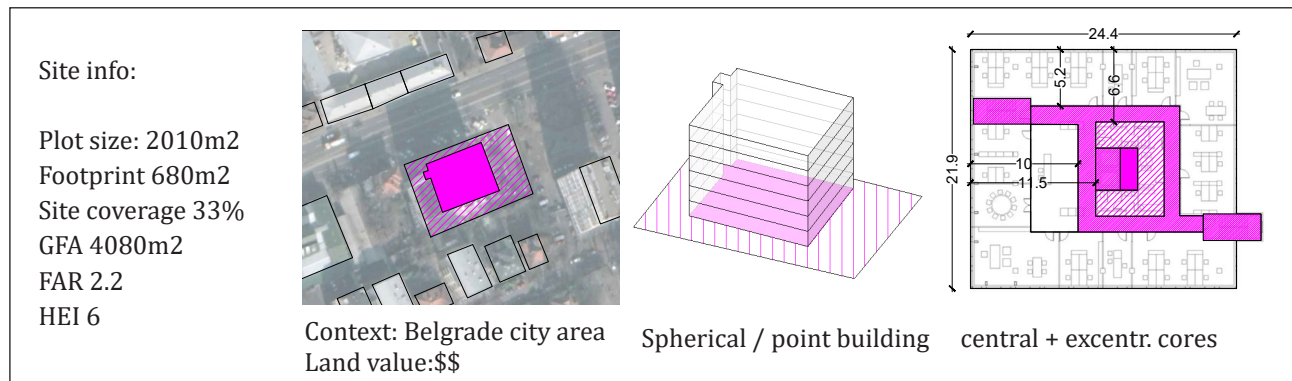 Site info:
Plot size: 2010m2
Footprint 680m2
Site coverage 33%
GFA 4080m2
FAR 2.2
HEI 6
Context: Belgrade city area
Land value:$$
Spherical / point building
24.4
5.2
6.6
21.9
10
11.5
central + excentr. cores